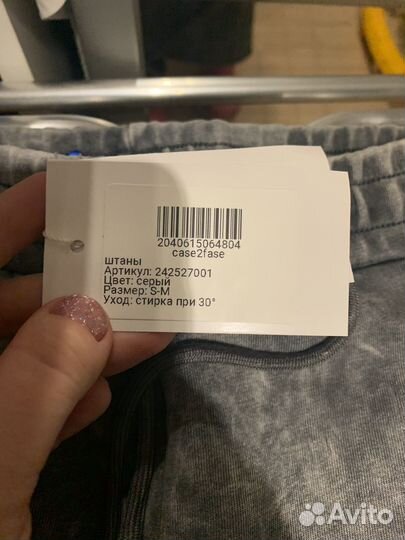 2040615064804
case2fase
штаны
Артикул: 242527001
Цвет: серый
Размер: S-M
Уход: стирка при 30°
Avito